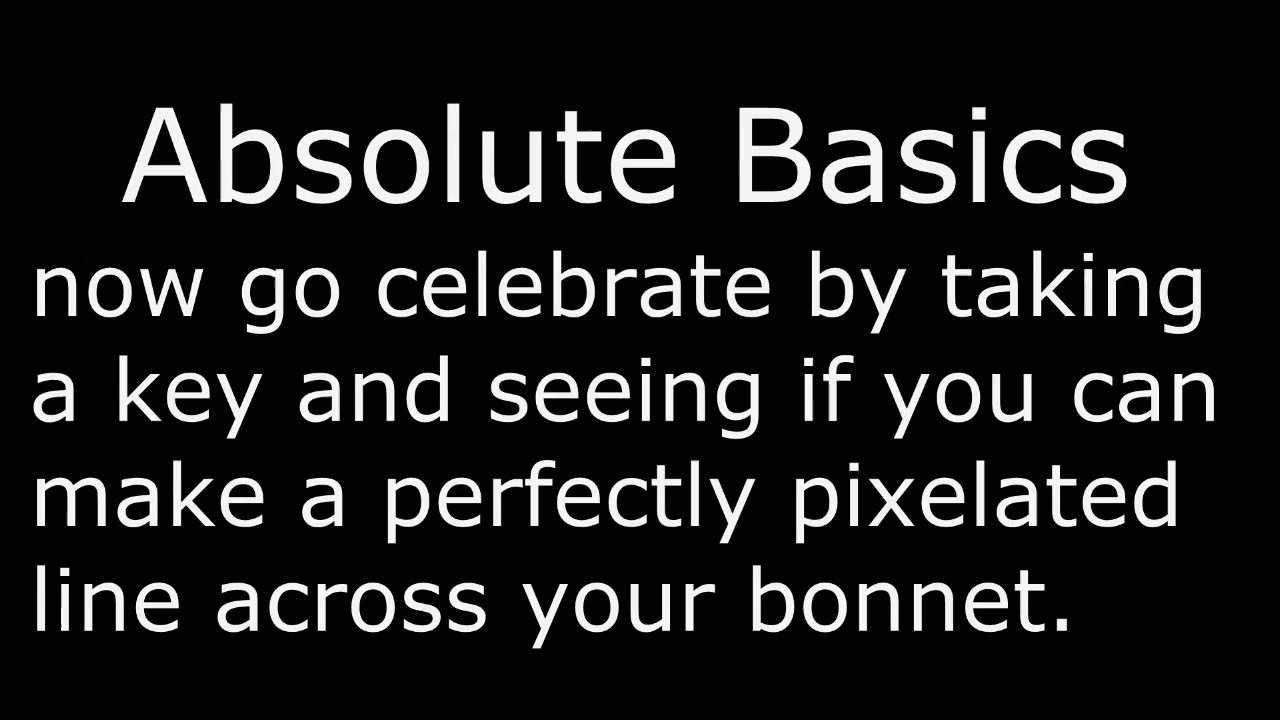 Absolute Basics
now go celebrate by taking
a key and seeing if you can
make a perfectly pixelated
line across your bonnet.